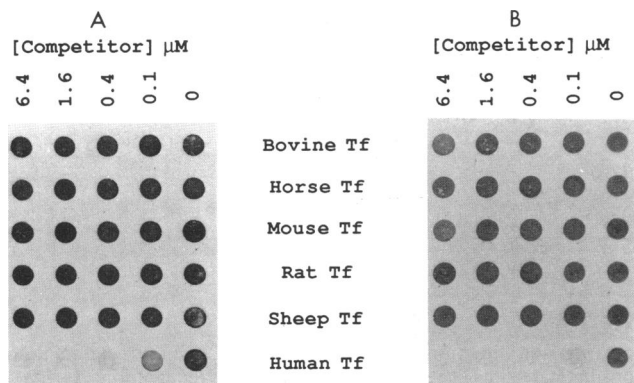 A
[Competitor] μM
6.4 1.6 0.4 0.1 0
B
[Competitor] μM
6.4 1.6 0.4 0.1 0
Bovine Tf
Horse Tf
Mouse Tf
Rat Tf
Sheep Tf
Human Tf